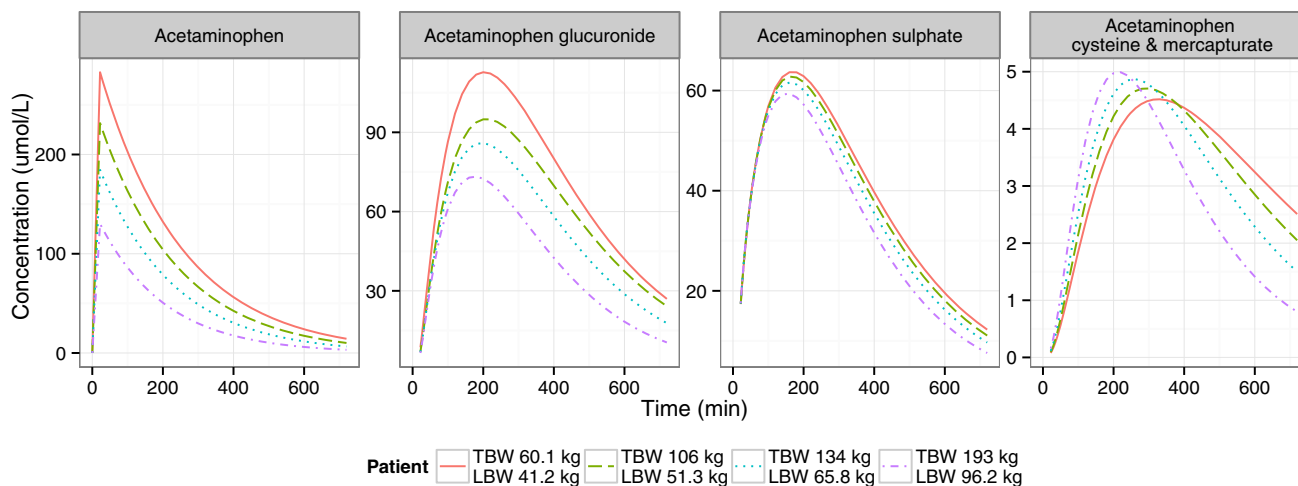 Acetaminophen
Acetaminophen glucuronide
Acetaminophen sulphate
Acetaminophen
cysteine & mercapturate
Concentration (umol/L)
200
100
0
0 200 400 600
90
60
30
0 200 400 600
60
40
20
0 200 400 600
5
4
3
2
1
0
0 200 400 600
Time (min)
Patient
TBW 60.1 kg
LBW 41.2 kg
TBW 106 kg
LBW 51.3 kg
TBW 134 kg
LBW 65.8 kg
TBW 193 kg
LBW 96.2 kg